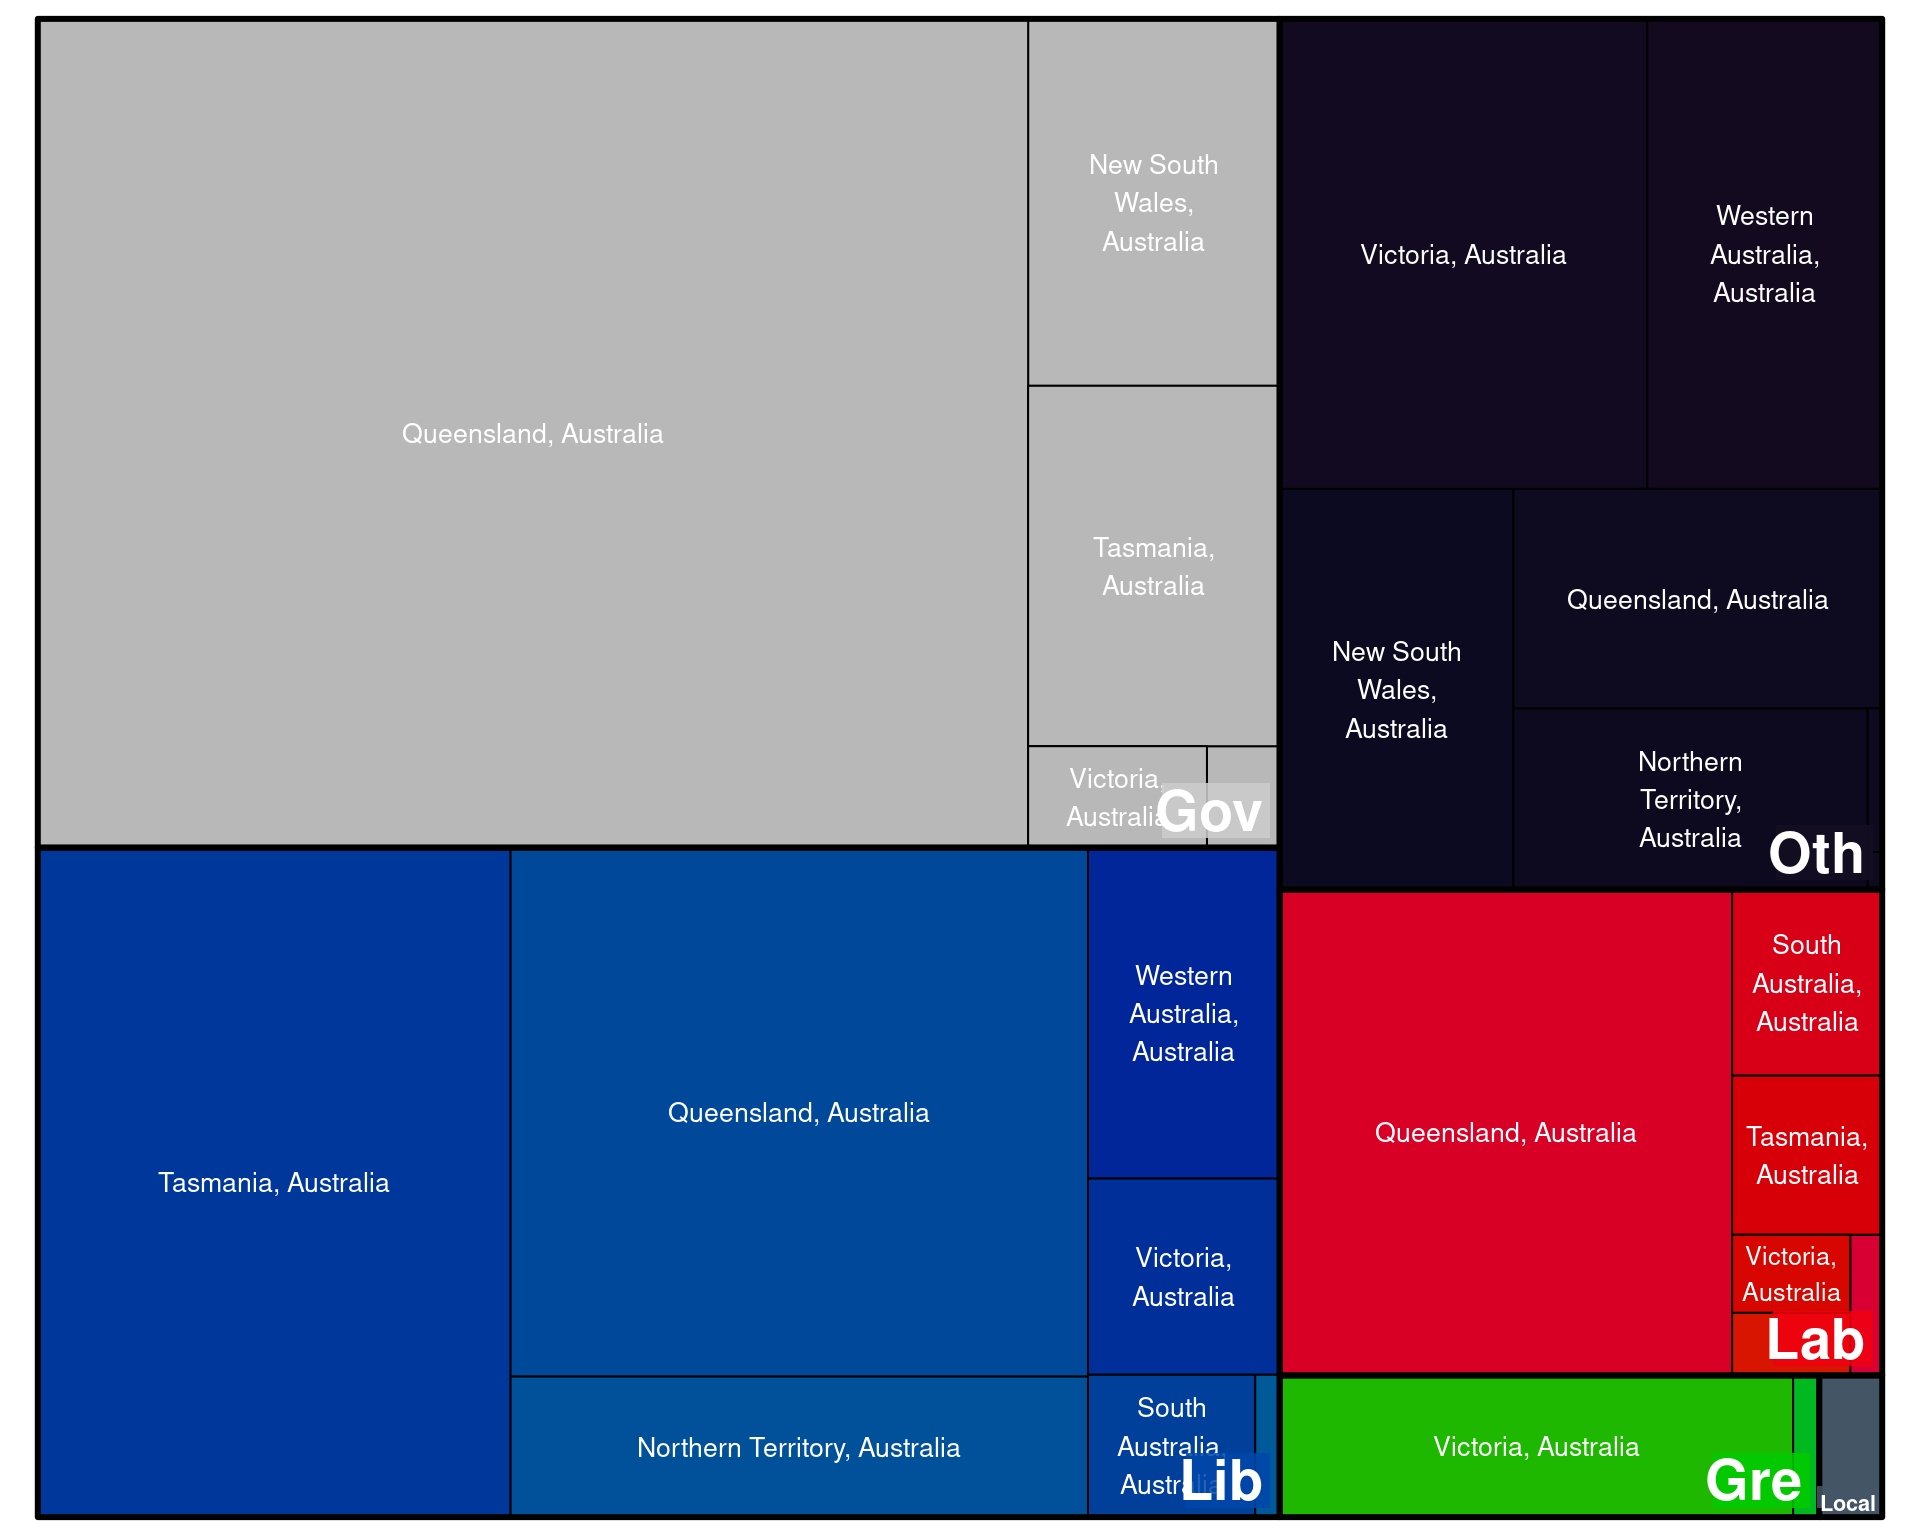 Queensland, Australia
New South
Wales,
Australia
Tasmania,
Australia
Victoria,
Australia
Gov
Victoria, Australia
Western
Australia,
Australia
New South
Wales,
Australia
Queensland, Australia
Northern
Territory,
Australia
Oth
Tasmania, Australia
Queensland, Australia
Northern Territory, Australia
Western
Australia,
Australia
Victoria,
Australia
South
Australia,
Australia
Lib
Queensland, Australia
South
Australia,
Australia
Tasmania,
Australia
Victoria,
Australia
Lab
Victoria, Australia
Gre
Local